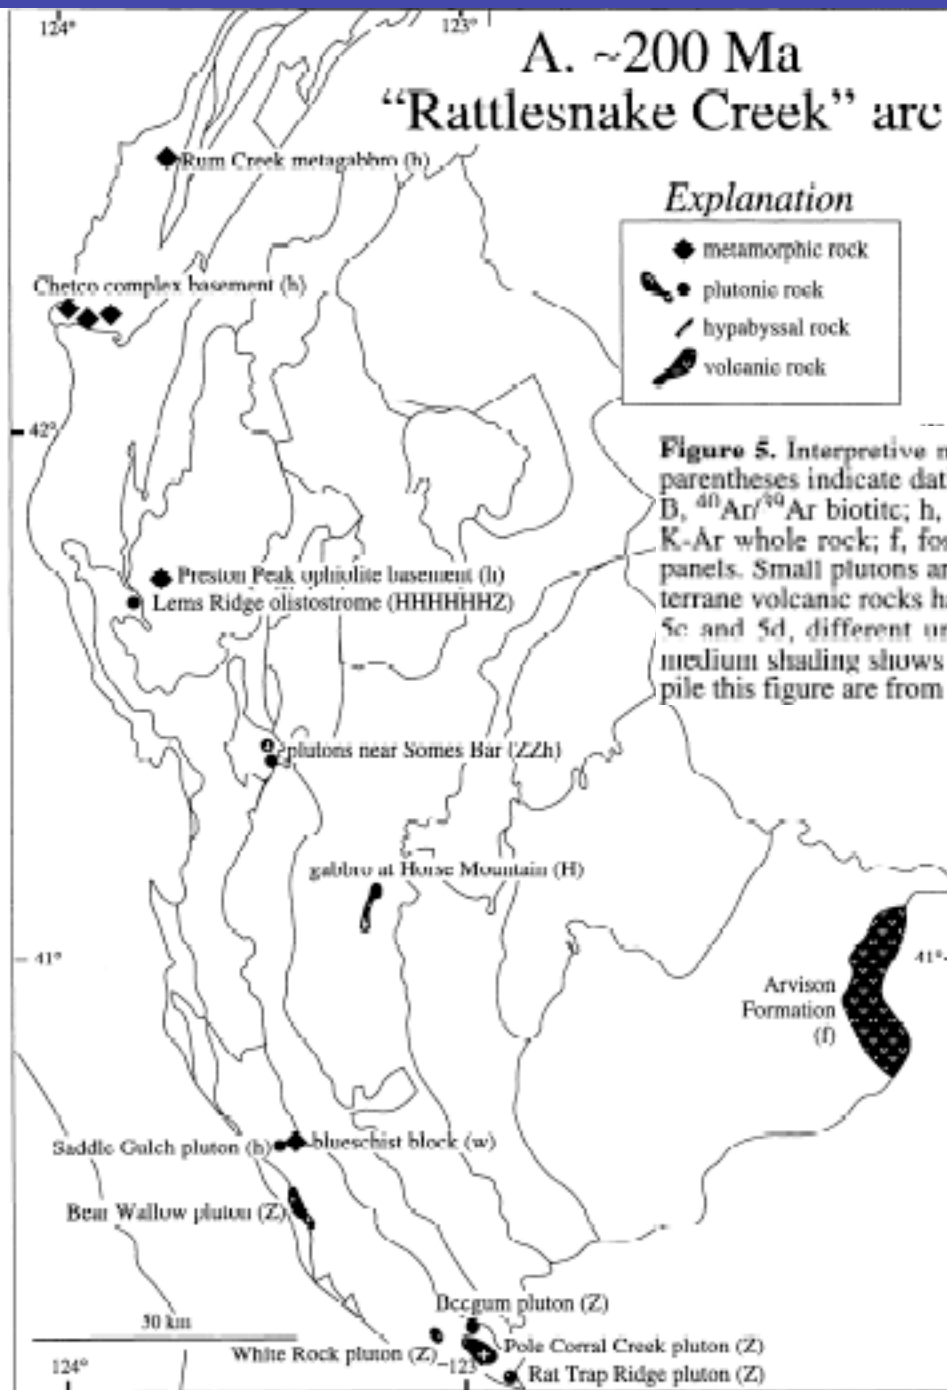 124°
123°
A. ~200 Ma
“Rattlesnake Creek” arc
Rum Creek metagabbro (h)
Explanation
metamorphic rock
plutonic rock
hypabyssal rock
volcanic rock
Chetco complex basement (h)
42°
Figure 5. Interpretive
parentheses indicate dat
B, ⁴⁰Ar/³⁹Ar biotite; h,
K-Ar whole rock; f, fos
panels. Small plutons ar
terrane volcanic rocks ha
5c and 5d, different un
medium shading shows
pile this figure are from
Preston Peak ophiolite basement (h)
Lems Ridge olistostrome (HHHHHHZ)
plutons near Somes Bar (ZZh)
gabbro at Horse Mountain (H)
41°
41°
Arvison
Formation
(f)
Saddle Gulch pluton (h)
blueschist block (w)
Bear Wallow pluton (Z)
Beegum pluton (Z)
km
White Rock pluton (Z)
Pole Corral Creek pluton (Z)
Rat Trap Ridge pluton (Z)
124°
123°